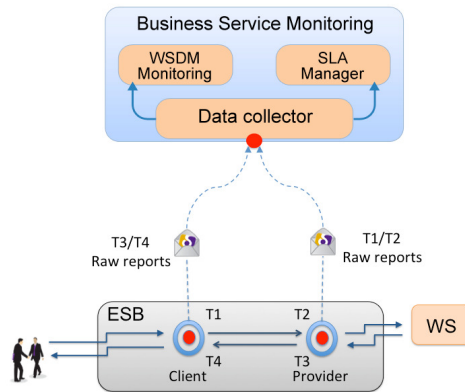 Business Service Monitoring
WSDM
Monitoring
SLA
Manager
Data collector
T3/T4
Raw reports
T1/T2
Raw reports
ESB
T1
T2
WS
T4
T3
Client
Provider